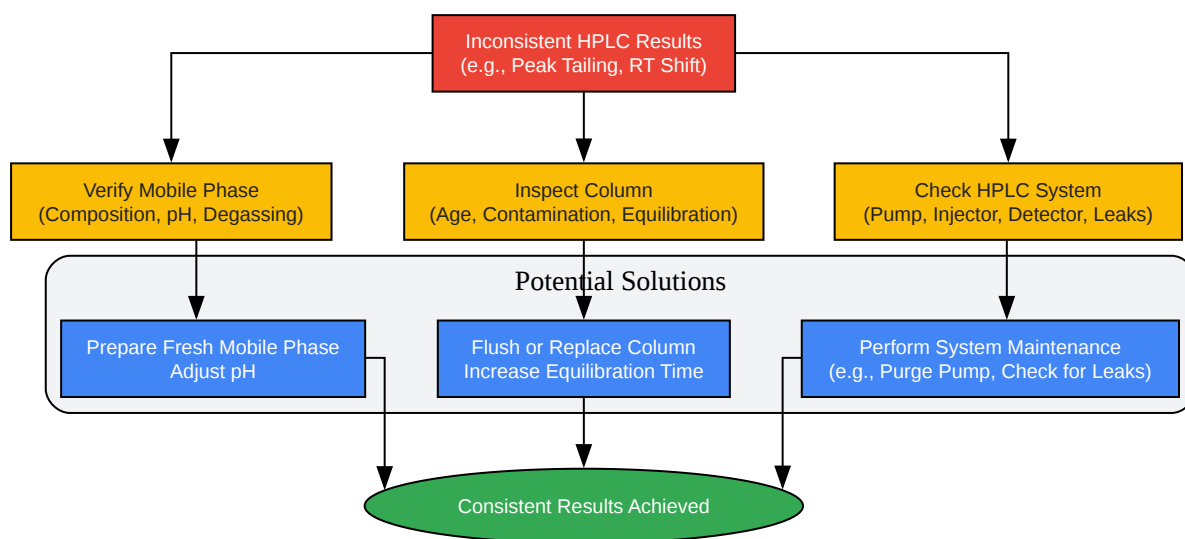 Inconsistent HPLC Results
(e.g., Peak Tailing, RT Shift)
Verify Mobile Phase
(Composition, pH, Degassing)
Inspect Column
(Age, Contamination, Equilibration)
Check HPLC System
(Pump, Injector, Detector, Leaks)
Potential Solutions
Prepare Fresh Mobile Phase
Adjust pH
Flush or Replace Column
Increase Equilibration Time
Perform System Maintenance
(e.g., Purge Pump, Check for Leaks)
Consistent Results Achieved